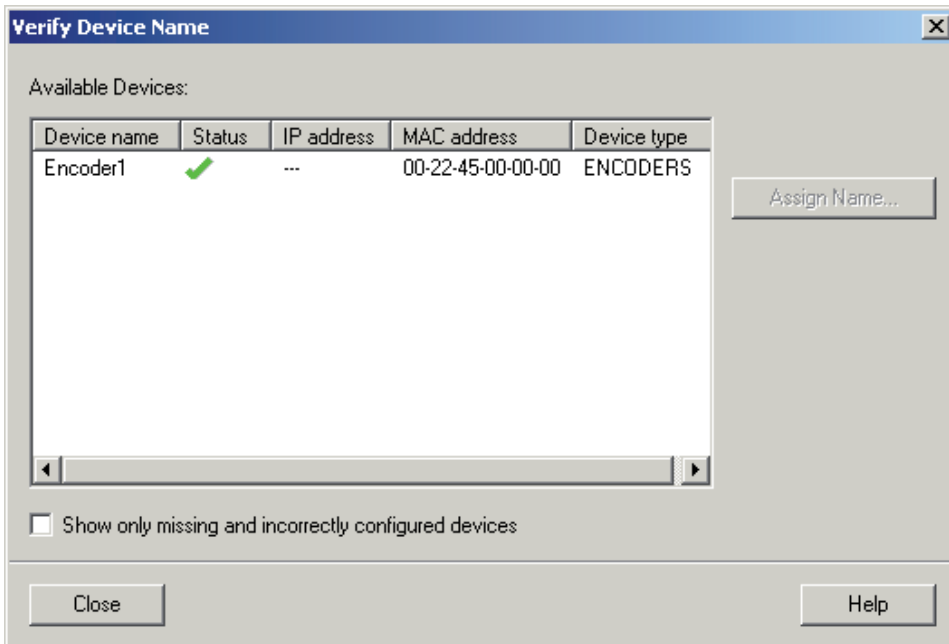 Verify Device Name
Available Devices:
Device name Status IP address MAC address Device type
Encoder1 --- 00-22-45-00-00-00 ENCODERS
Assign Name...
Show only missing and incorrectly configured devices
Close Help